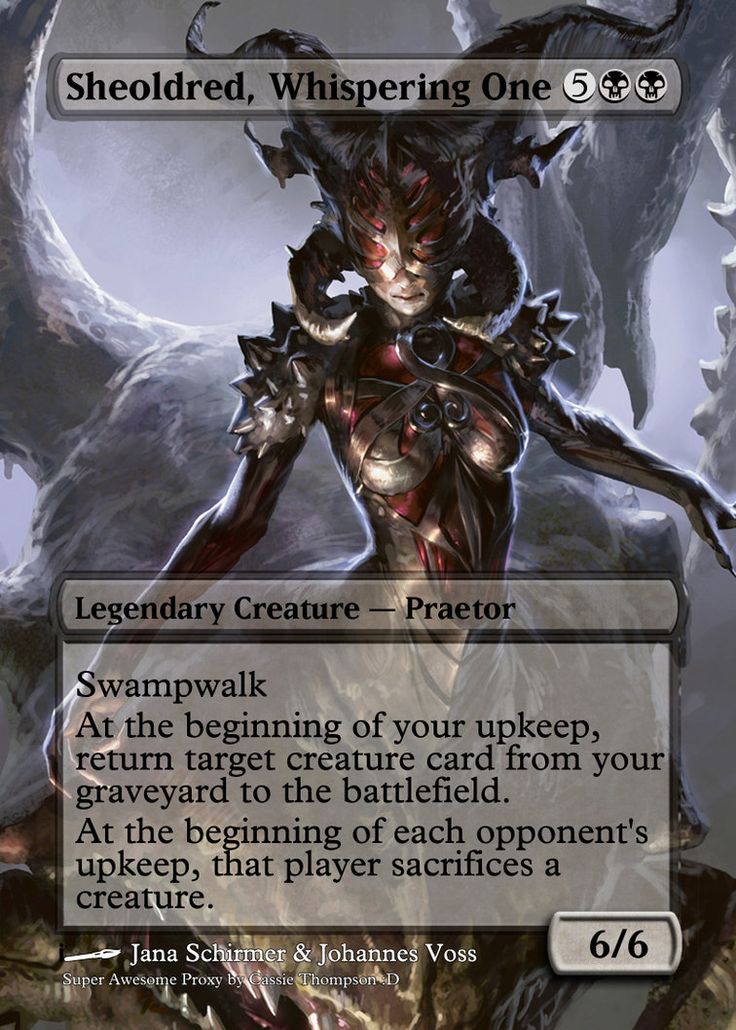 Sheoldred, Whispering One 5
Legendary Creature — Praetor
Swampwalk
At the beginning of your upkeep,
return target creature card from your
graveyard to the battlefield.
At the beginning of each opponent's
upkeep, that player sacrifices a
creature.
6/6
Jana Schirmer & Johannes Voss
Super Awesome Proxy by Cassie Thompson :D